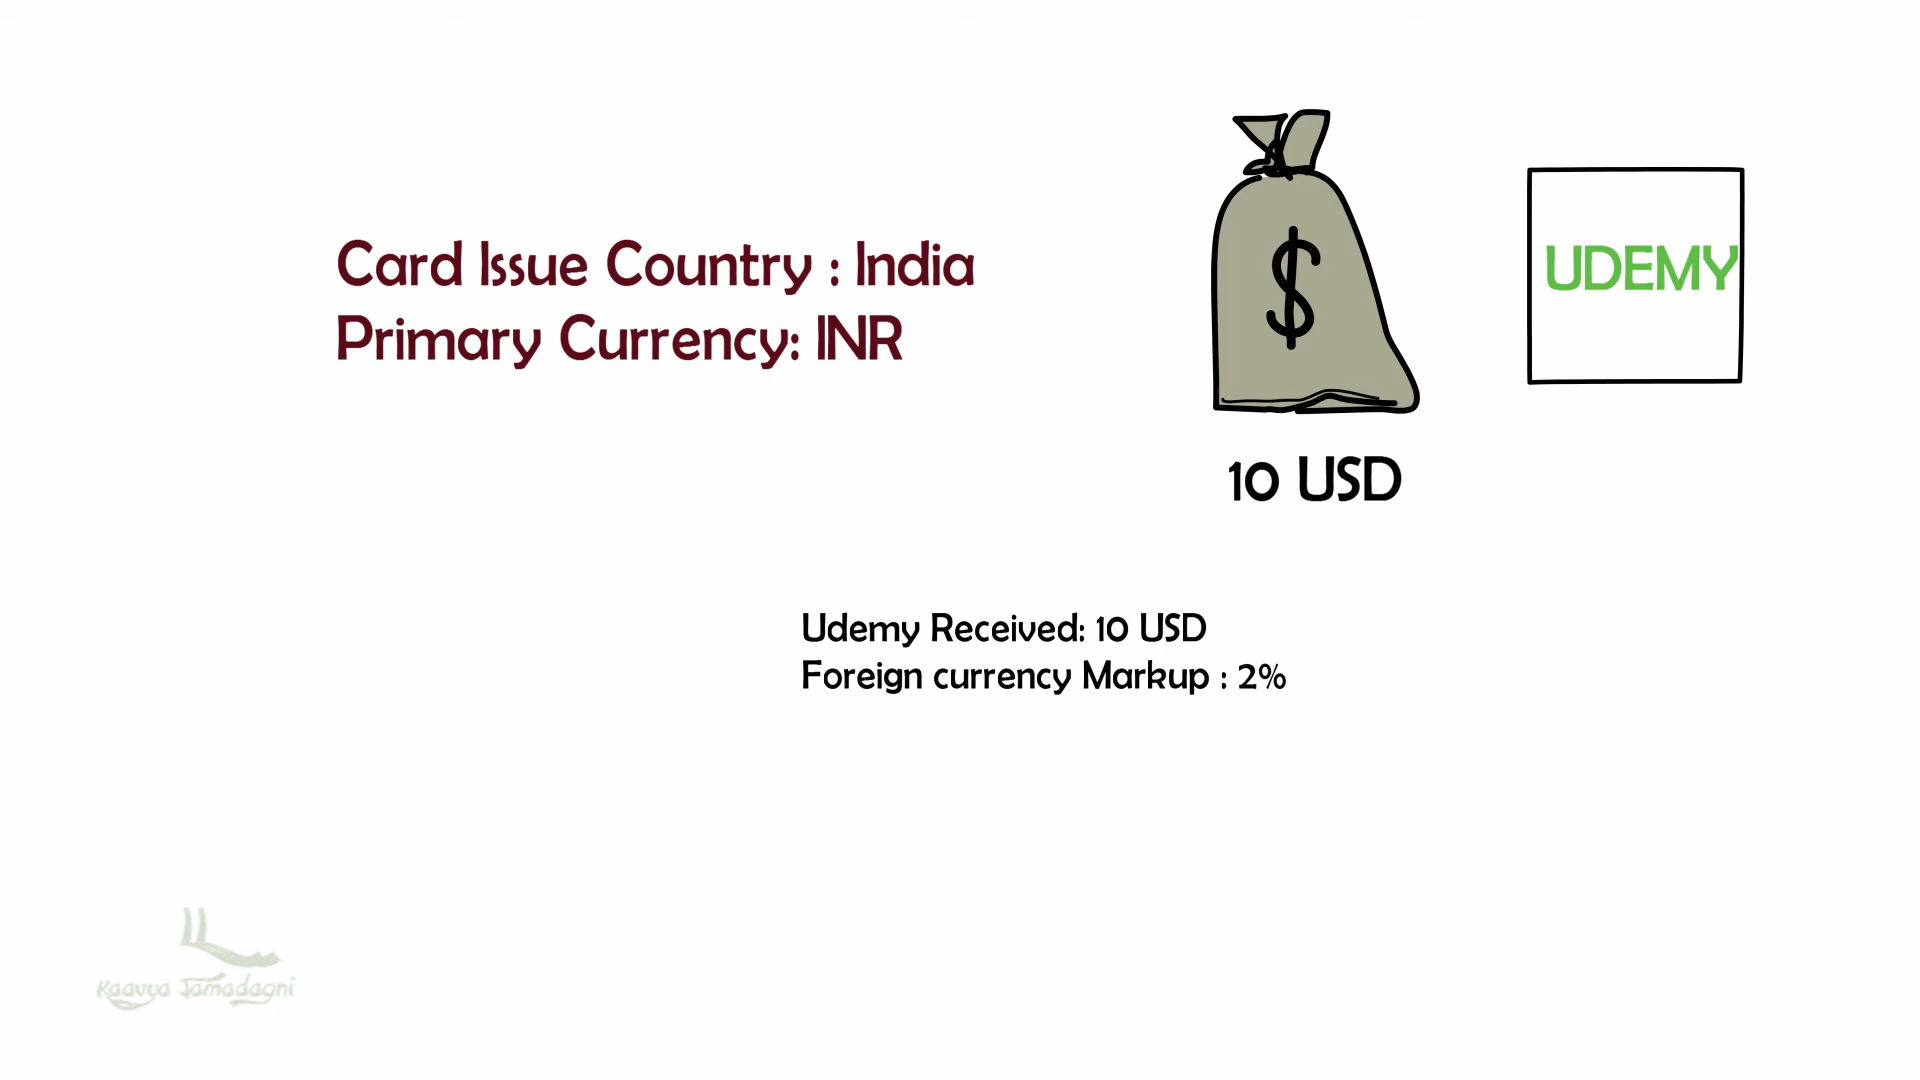 Card Issue Country : India
Primary Currency: INR
$
UDEMY
10 USD
Udemy Received: 10 USD
Foreign currency Markup : 2%
Kaavya Jamadagni